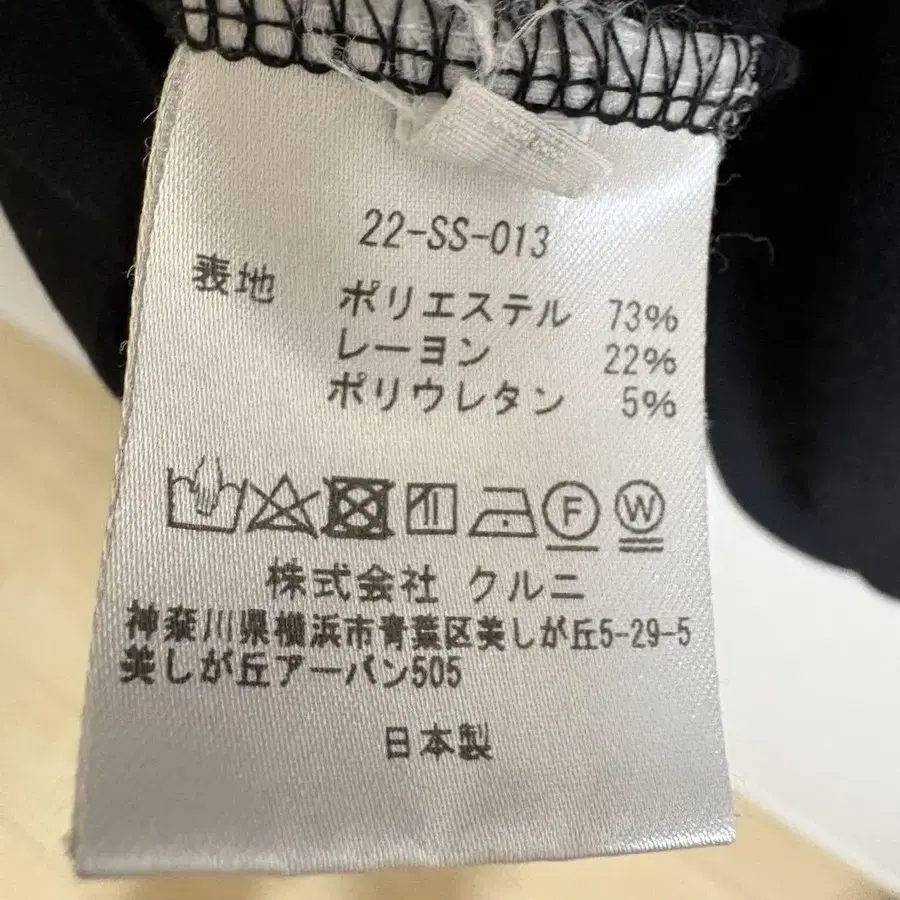 22-SS-013
表地 ポリエステル 73%
レーヨン 22%
ポリウレタン 5%
F W
株式会社 クルニ
神奈川県横浜市青葉区美しが丘5-29-5
美しが丘アーバン505
日本製